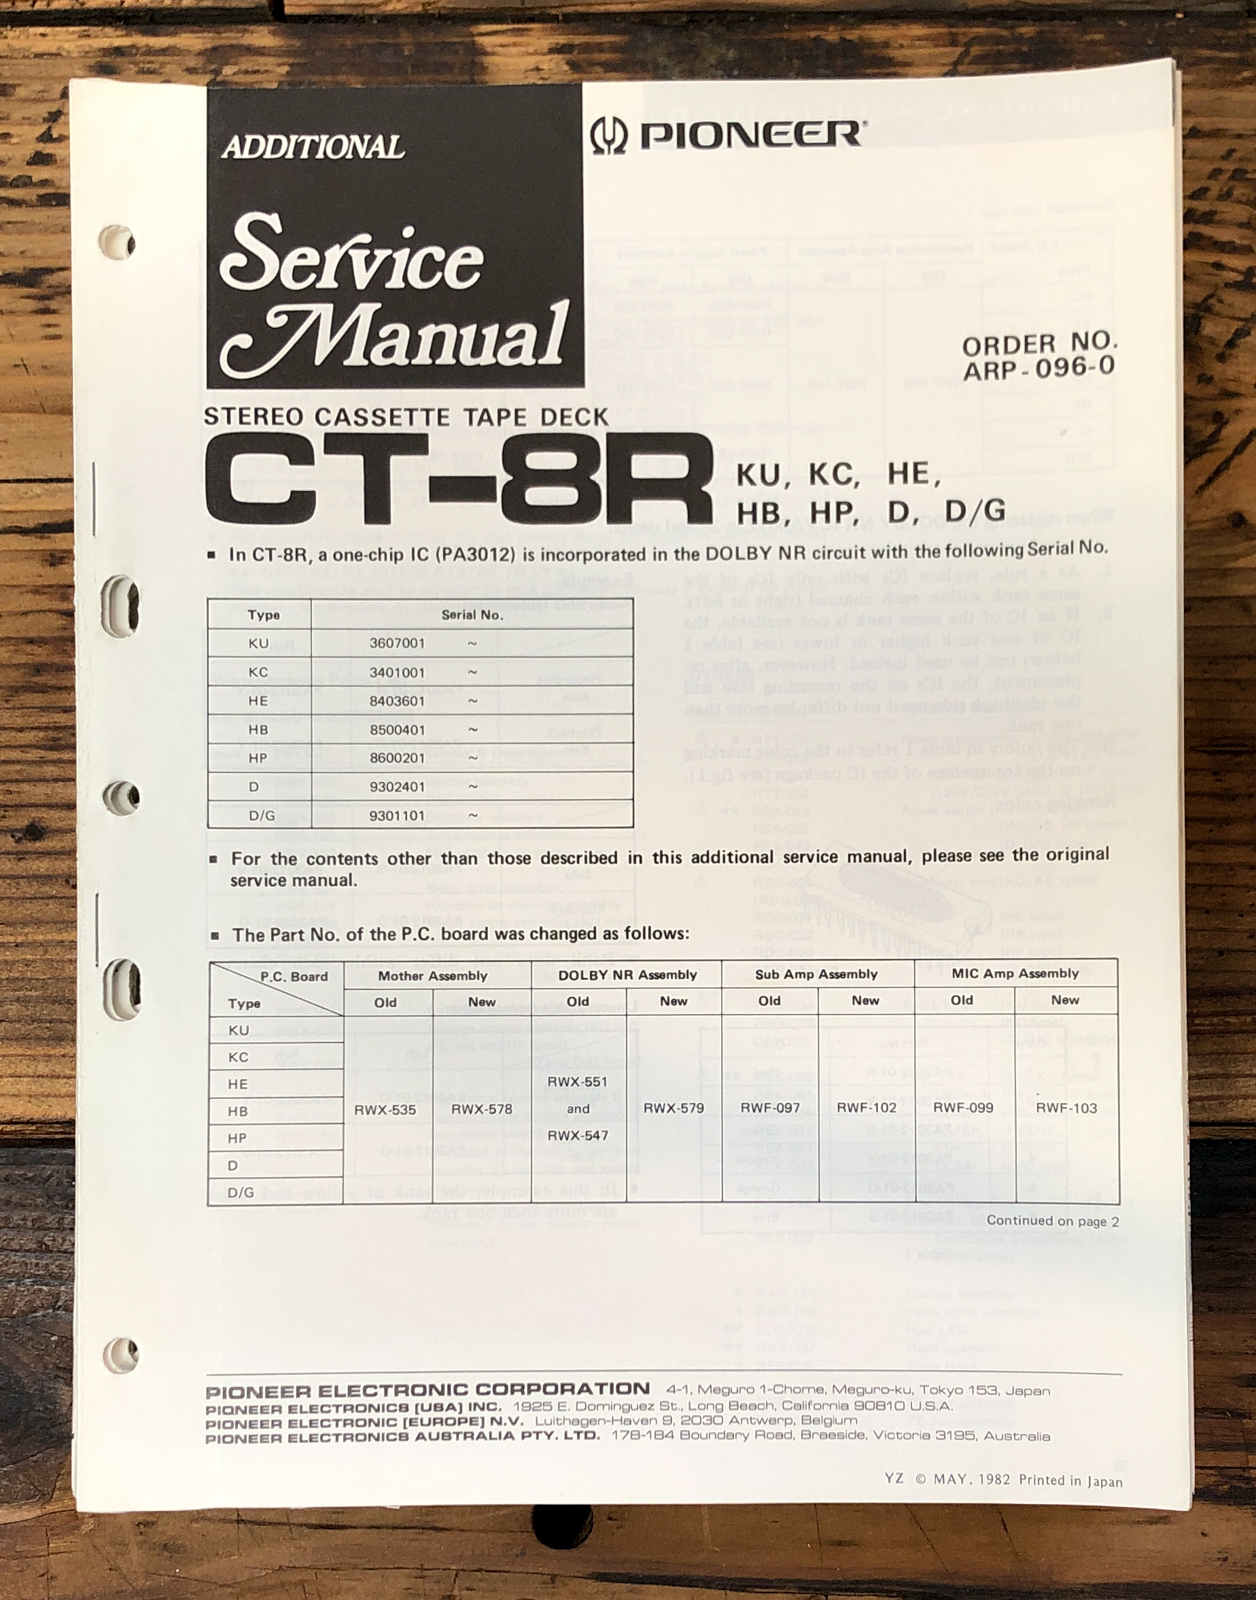 ADDITIONAL
Service
Manual
PIONEER®
ORDER NO.
ARP-096-0
STEREO CASSETTE TAPE DECK
CT-8R KU, KC, HE,
HB, HP, D, D/G
▪ In CT-8R, a one-chip IC (PA3012) is incorporated in the DOLBY NR circuit with the following Serial No.
Type Serial No.
KU 3607001 ~
KC 3401001 ~
HE 8403601 ~
HB 8500401 ~
HP 8600201 ~
D 9302401 ~
D/G 9301101 ~
▪ For the contents other than those described in this additional service manual, please see the original
service manual.
▪ The Part No. of the P.C. board was changed as follows:
P.C. Board Mother Assembly DOLBY NR Assembly Sub Amp Assembly MIC Amp Assembly
Type Old New Old New Old New Old New
KU
KC
HE RWX-551
HB RWX-535 RWX-578 and RWX-579 RWF-097 RWF-102 RWF-099 RWF-103
HP RWX-547
D
D/G
Continued on page 2
PIONEER ELECTRONIC CORPORATION 4-1, Meguro 1-Chome, Meguro-ku, Tokyo 153, Japan
PIONEER ELECTRONICS [USA] INC. 1925 E. Dominguez St., Long Beach, California 90810 U.S.A.
PIONEER ELECTRONIC [EUROPE] N.V. Luithagen-Haven 9, 2030 Antwerp, Belgium
PIONEER ELECTRONICS AUSTRALIA PTY. LTD. 178-184 Boundary Road, Braeside, Victoria 3195, Australia
YZ © MAY. 1982 Printed in Japan